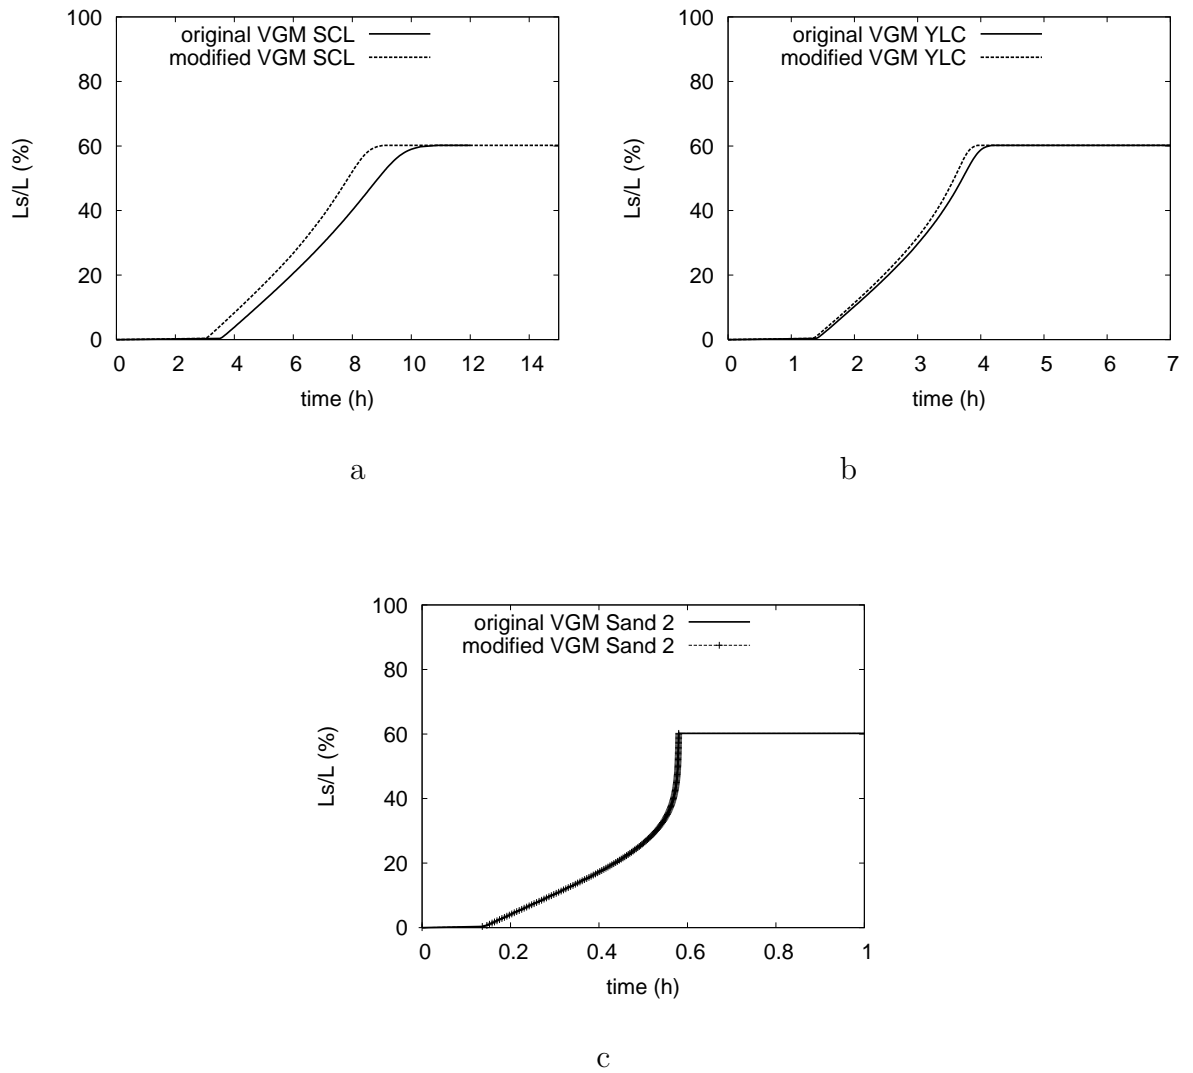 100
80
60
40
20
0
Ls/L (%)
original VGM SCL
modified VGM SCL
0 2 4 6 8 10 12 14
time (h)
a
100
80
60
40
20
0
Ls/L (%)
original VGM YLC
modified VGM YLC
0 1 2 3 4 5 6 7
time (h)
b
100
80
60
40
20
0
Ls/L (%)
original VGM Sand 2
modified VGM Sand 2
0 0.2 0.4 0.6 0.8 1
time (h)
c